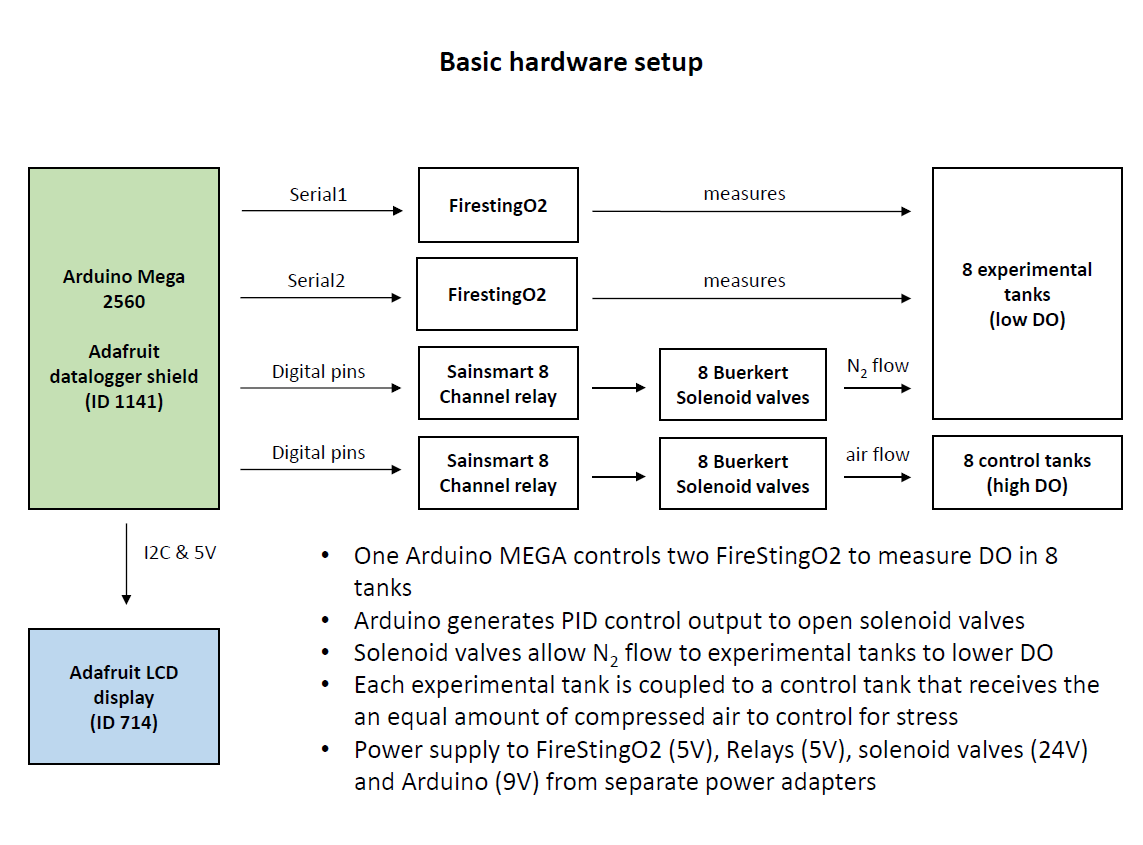 Basic hardware setup
Arduino Mega
2560
Adafruit
datalogger shield
(ID 1141)
Serial1
FirestingO2
measures
Serial2
FirestingO2
measures
8 experimental
tanks
(low DO)
Digital pins
Sainsmart 8
Channel relay
8 Buerkert
Solenoid valves
N2 flow
Digital pins
Sainsmart 8
Channel relay
8 Buerkert
Solenoid valves
air flow
8 control tanks
(high DO)
I2C & 5V
Adafruit LCD
display
(ID 714)
• One Arduino MEGA controls two FireStingO2 to measure DO in 8
tanks
• Arduino generates PID control output to open solenoid valves
• Solenoid valves allow N2 flow to experimental tanks to lower DO
• Each experimental tank is coupled to a control tank that receives the
an equal amount of compressed air to control for stress
• Power supply to FireStingO2 (5V), Relays (5V), solenoid valves (24V)
and Arduino (9V) from separate power adapters